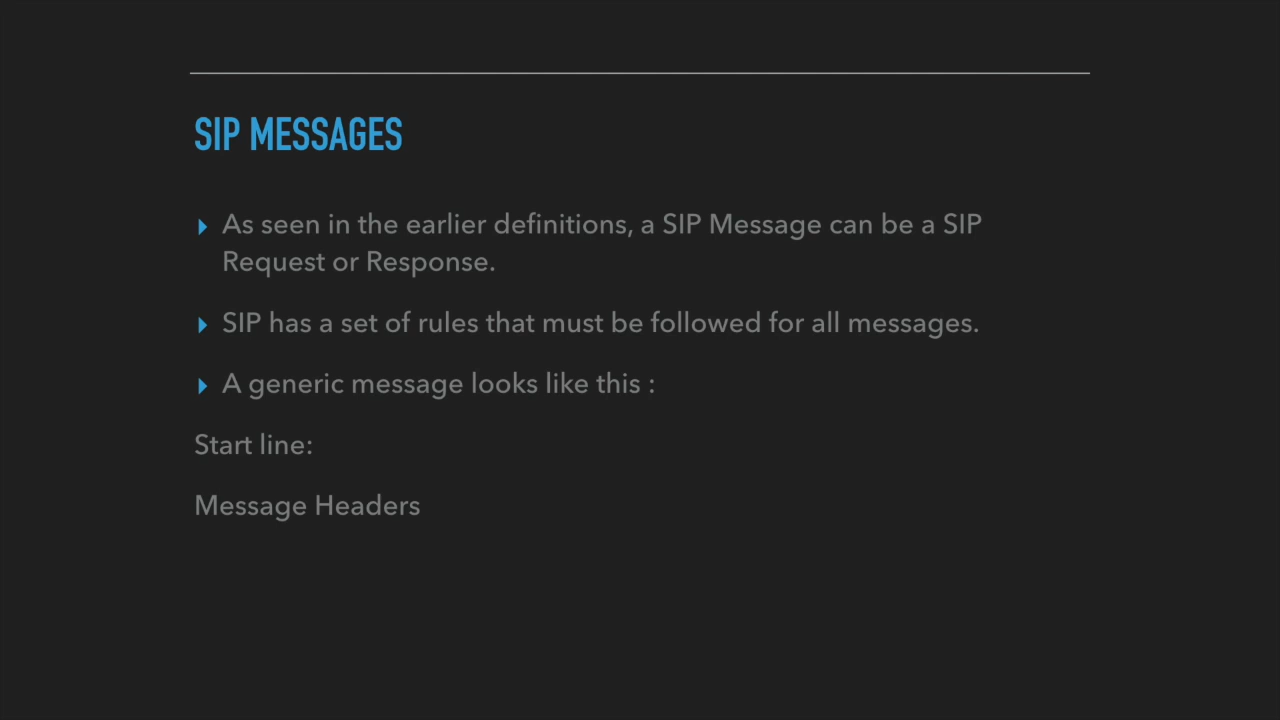 SIP MESSAGES
As seen in the earlier definitions, a SIP Message can be a SIP
Request or Response.
SIP has a set of rules that must be followed for all messages.
A generic message looks like this :
Start line:
Message Headers